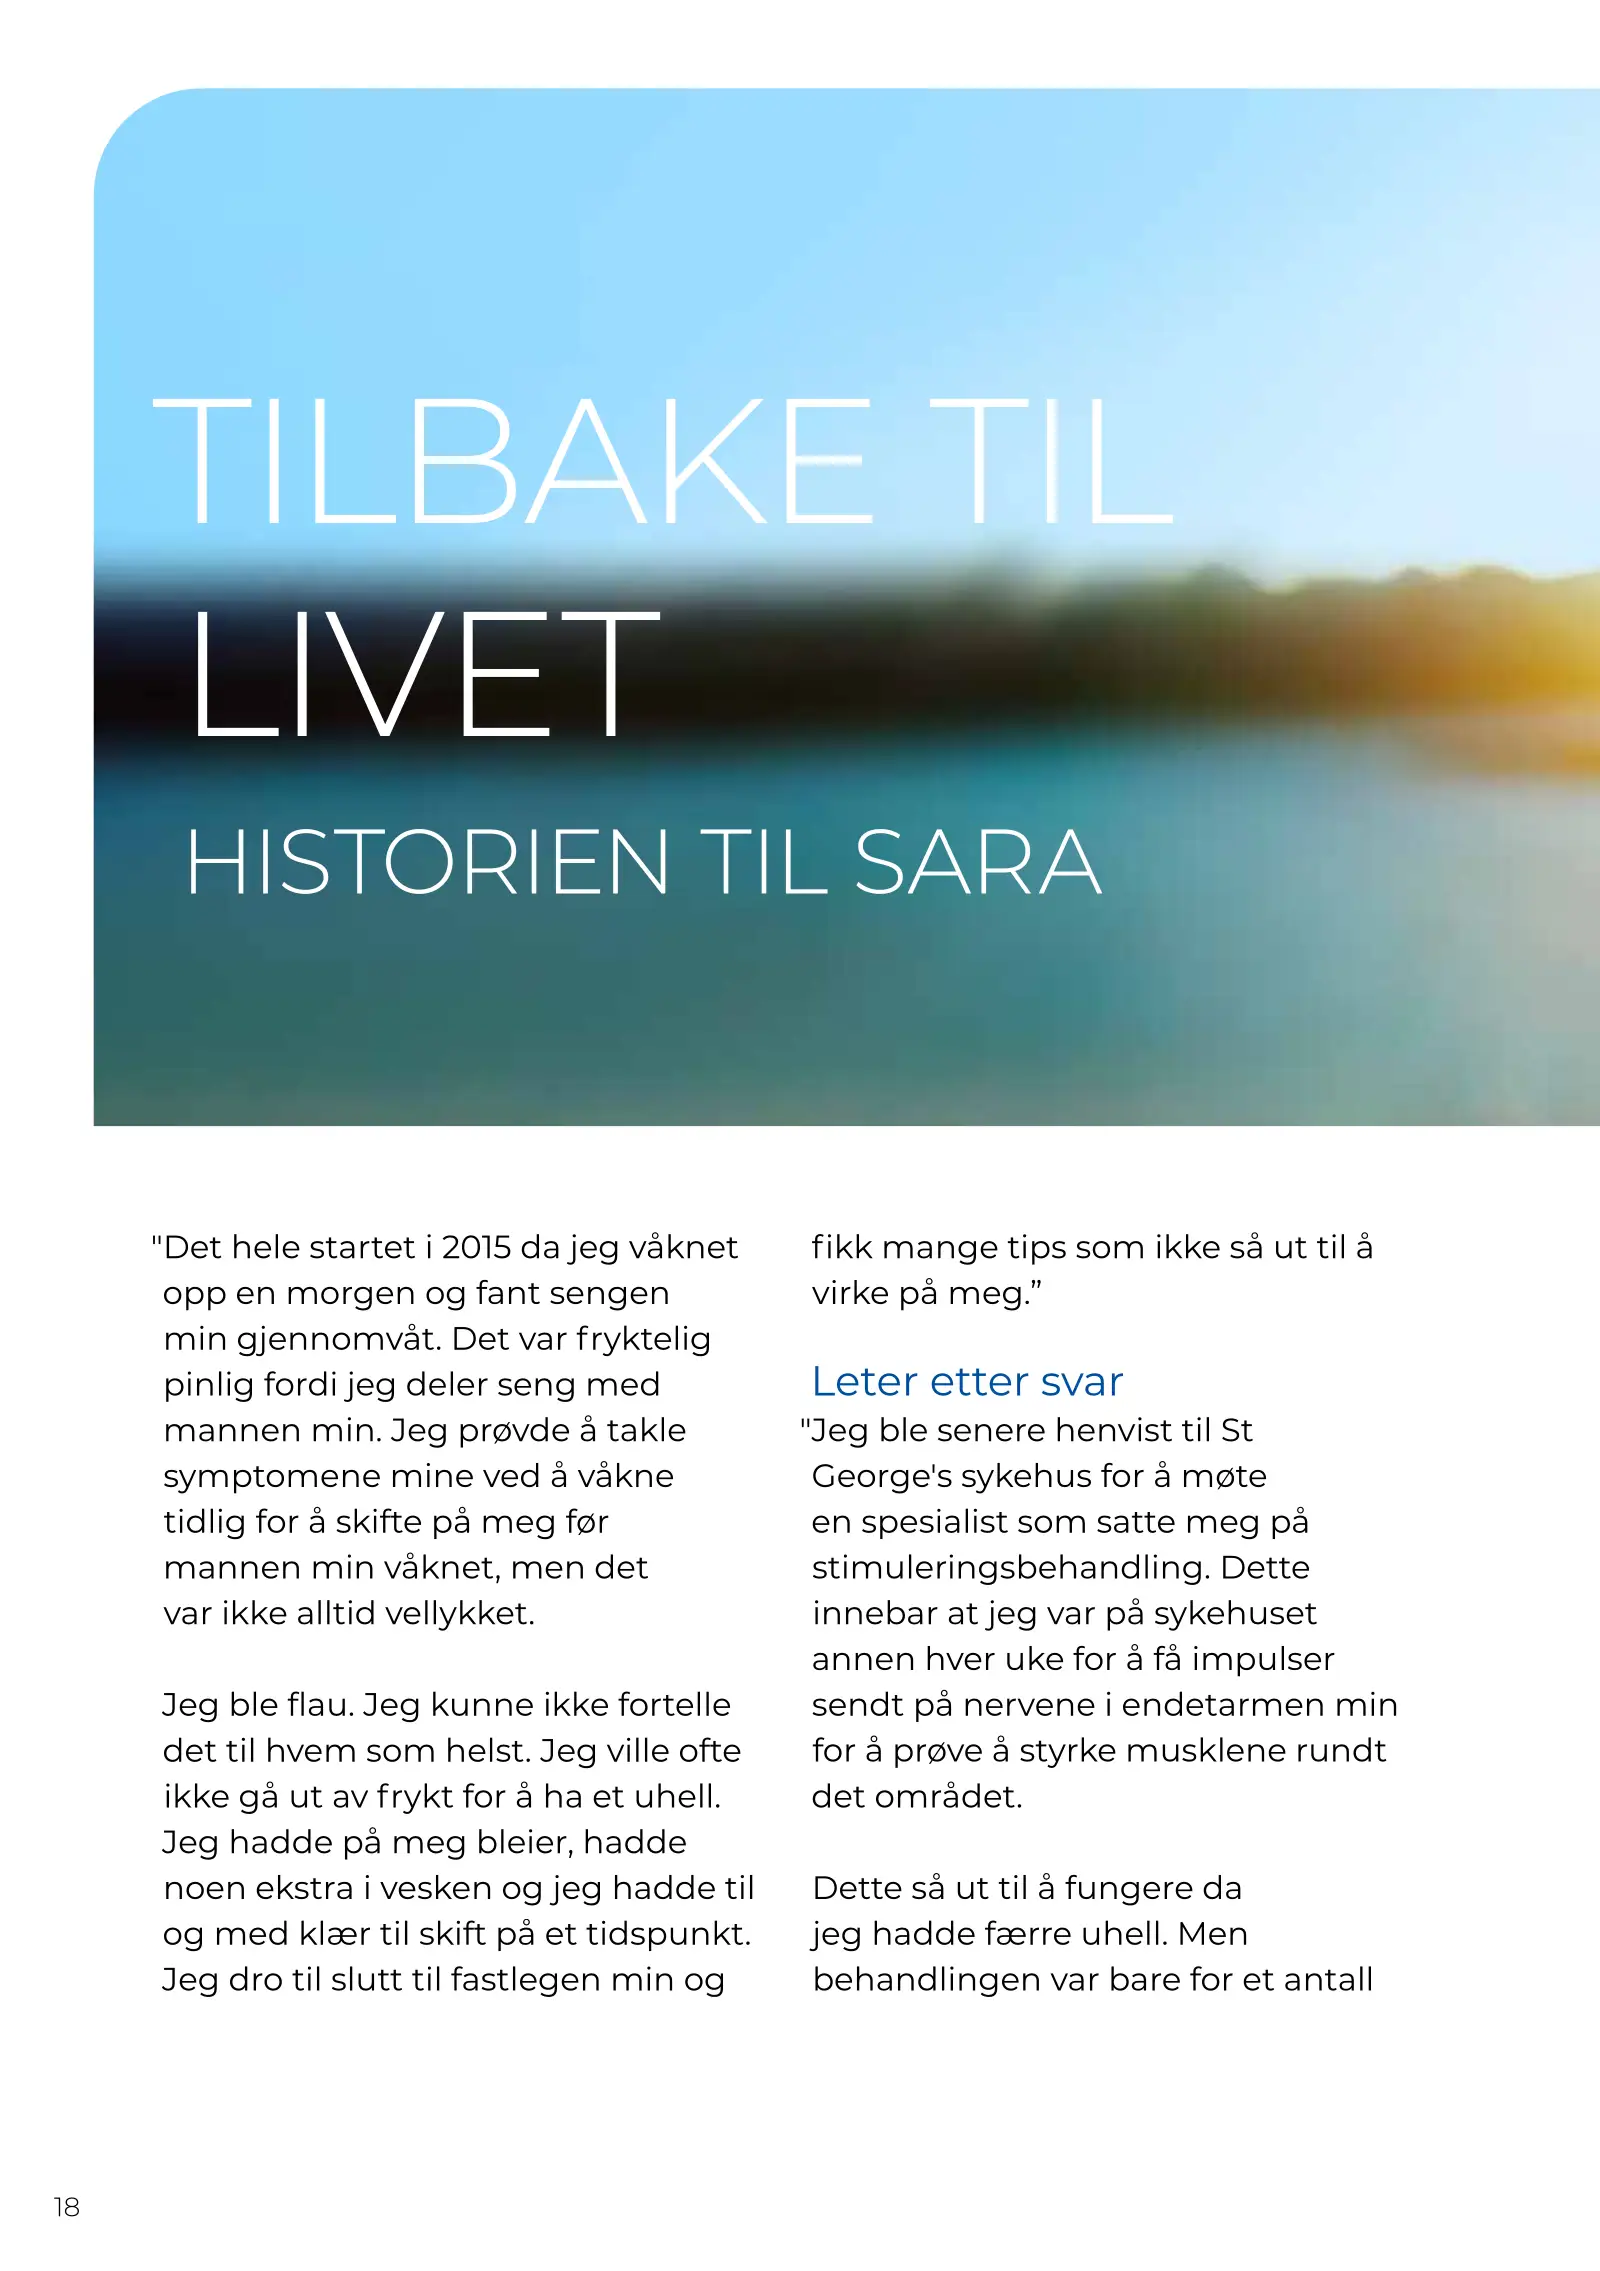 TILBAKE TIL
LIVET
HISTORIEN TIL SARA
"Det hele startet i 2015 da jeg våknet
opp en morgen og fant sengen
min gjennomvåt. Det var fryktelig
pinlig fordi jeg deler seng med
mannen min. Jeg prøvde å takle
symptomene mine ved å våkne
tidlig for å skifte på meg før
mannen min våknet, men det
var ikke alltid vellykket.
Jeg ble flau. Jeg kunne ikke fortelle
det til hvem som helst. Jeg ville ofte
ikke gå ut av frykt for å ha et uhell.
Jeg hadde på meg bleier, hadde
noen ekstra i vesken og jeg hadde til
og med klær til skift på et tidspunkt.
Jeg dro til slutt til fastlegen min og
fikk mange tips som ikke så ut til å
virke på meg.”
Leter etter svar
"Jeg ble senere henvist til St
George's sykehus for å møte
en spesialist som satte meg på
stimuleringsbehandling. Dette
innebar at jeg var på sykehuset
annen hver uke for å få impulser
sendt på nervene i endetarmen min
for å prøve å styrke musklene rundt
det området.
Dette så ut til å fungere da
jeg hadde færre uhell. Men
behandlingen var bare for et antall
18